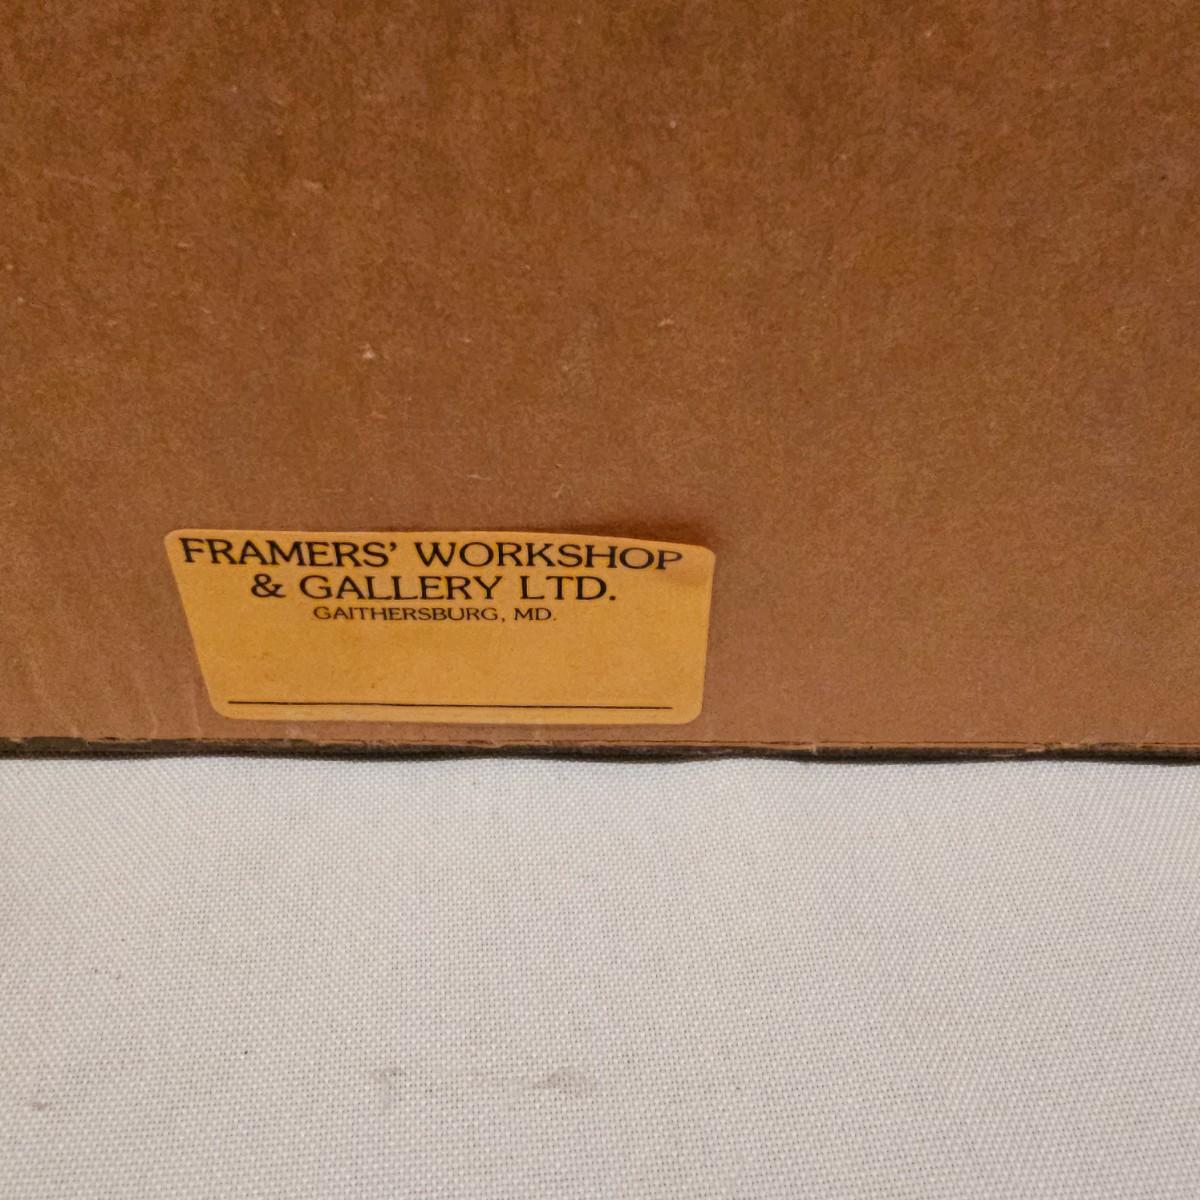 FRAMERS' WORKSHOP
& GALLERY LTD.
GAITHERSBURG, MD.